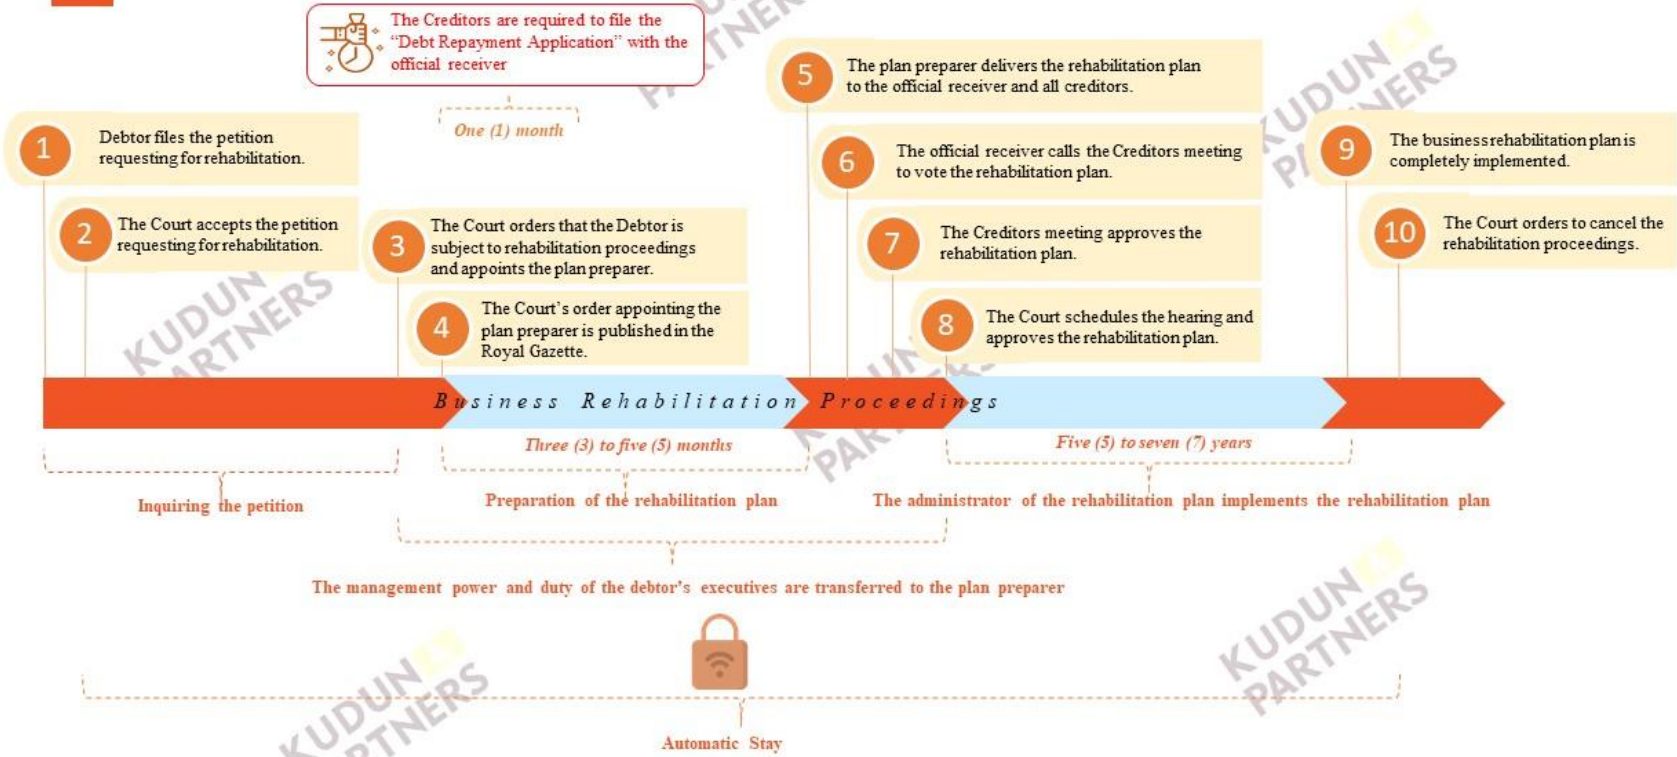 The Creditors are required to file the
“Debt Repayment Application” with the
official receiver
One (1) month
1
Debtor files the petition
requesting for rehabilitation.
2
The Court accepts the petition
requesting for rehabilitation.
3
The Court orders that the Debtor is
subject to rehabilitation proceedings
and appoints the plan preparer.
4
The Court’s order appointing the
plan preparer is published in the
Royal Gazette.
5
The plan preparer delivers the rehabilitation plan
to the official receiver and all creditors.
6
The official receiver calls the Creditors meeting
to vote the rehabilitation plan.
7
The Creditors meeting approves the
rehabilitation plan.
8
The Court schedules the hearing and
approves the rehabilitation plan.
9
The business rehabilitation plan is
completely implemented.
10
The Court orders to cancel the
rehabilitation proceedings.
Business Rehabilitation Proceedings
Three (3) to five (5) months
Five (5) to seven (7) years
Inquiring the petition
Preparation of the rehabilitation plan
The administrator of the rehabilitation plan implements the rehabilitation plan
The management power and duty of the debtor’s executives are transferred to the plan preparer
Automatic Stay
KUDUN
PARTNERS
KUDUN
PARTNERS
KUDUN
PARTNERS
KUDUN
PARTNERS